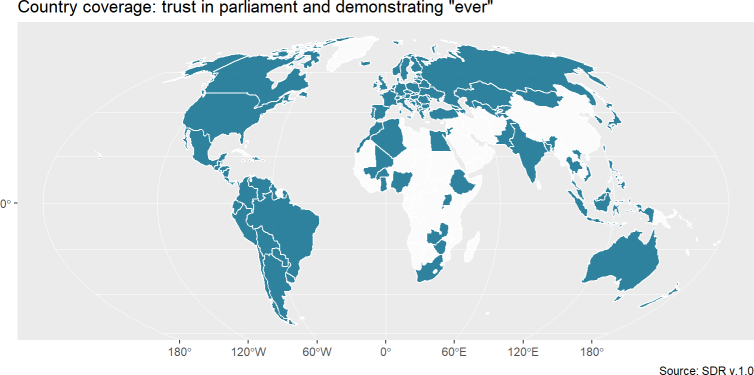 Country coverage: trust in parliament and demonstrating "ever"
0°
180°
120°W
60°W
0°
60°E
120°E
180°
Source: SDR v.1.0